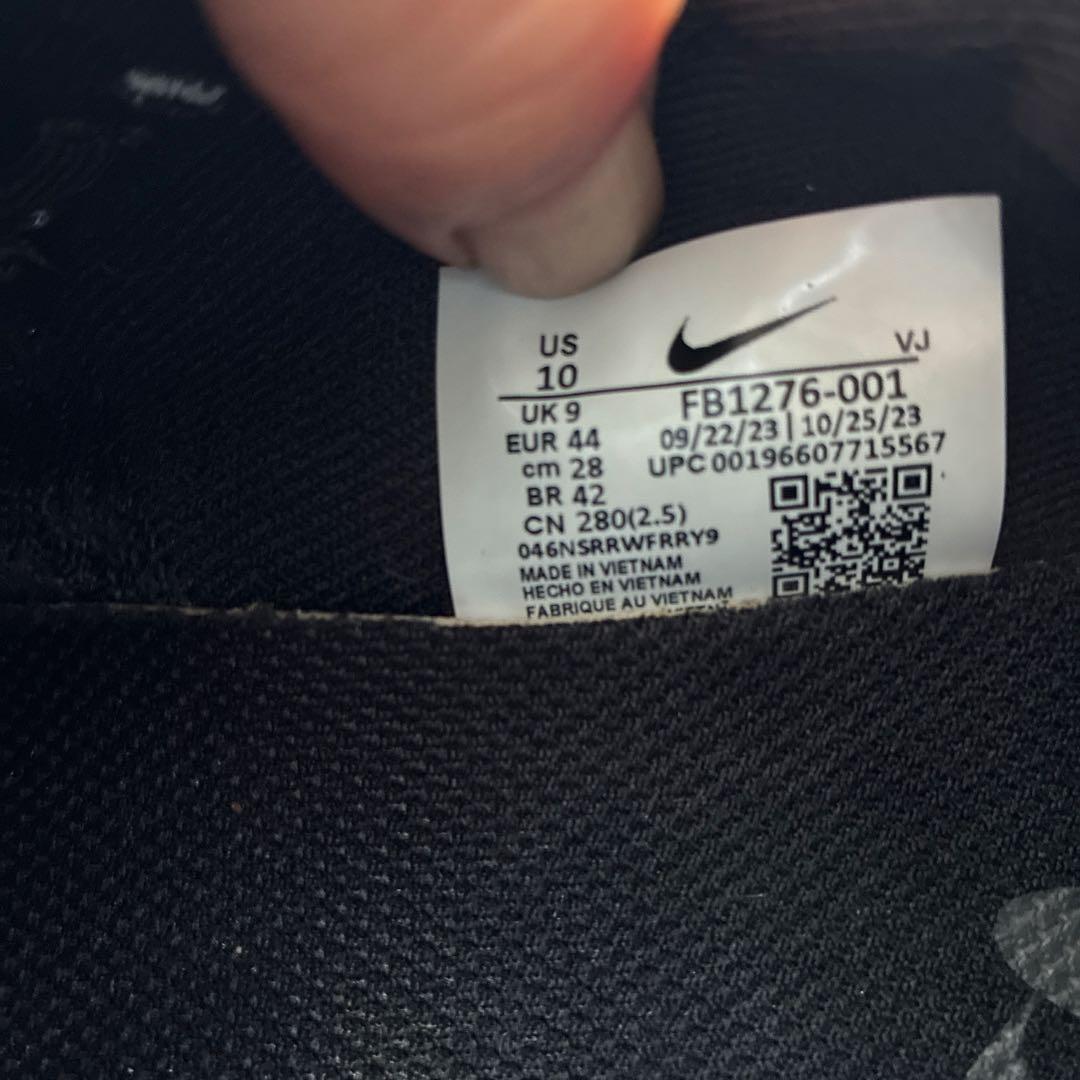 US
10
VJ
UK 9
FB1276-001
EUR 44
09/22/23 | 10/25/23
cm 28
UPC 00196607715567
BR 42
CN 280(2.5)
046NSRRWFRRY9
MADE IN VIETNAM
HECHO EN VIETNAM
FABRIQUE AU VIETNAM